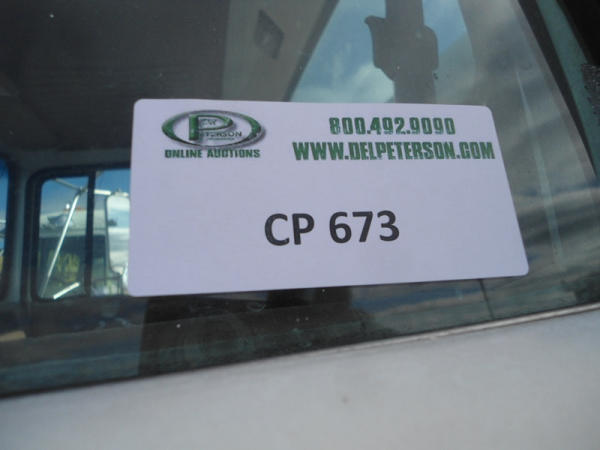 DEL
PETERSON
ONLINE AUCTIONS
800.492.9090
WWW.DELPETERSON.COM
CP 673